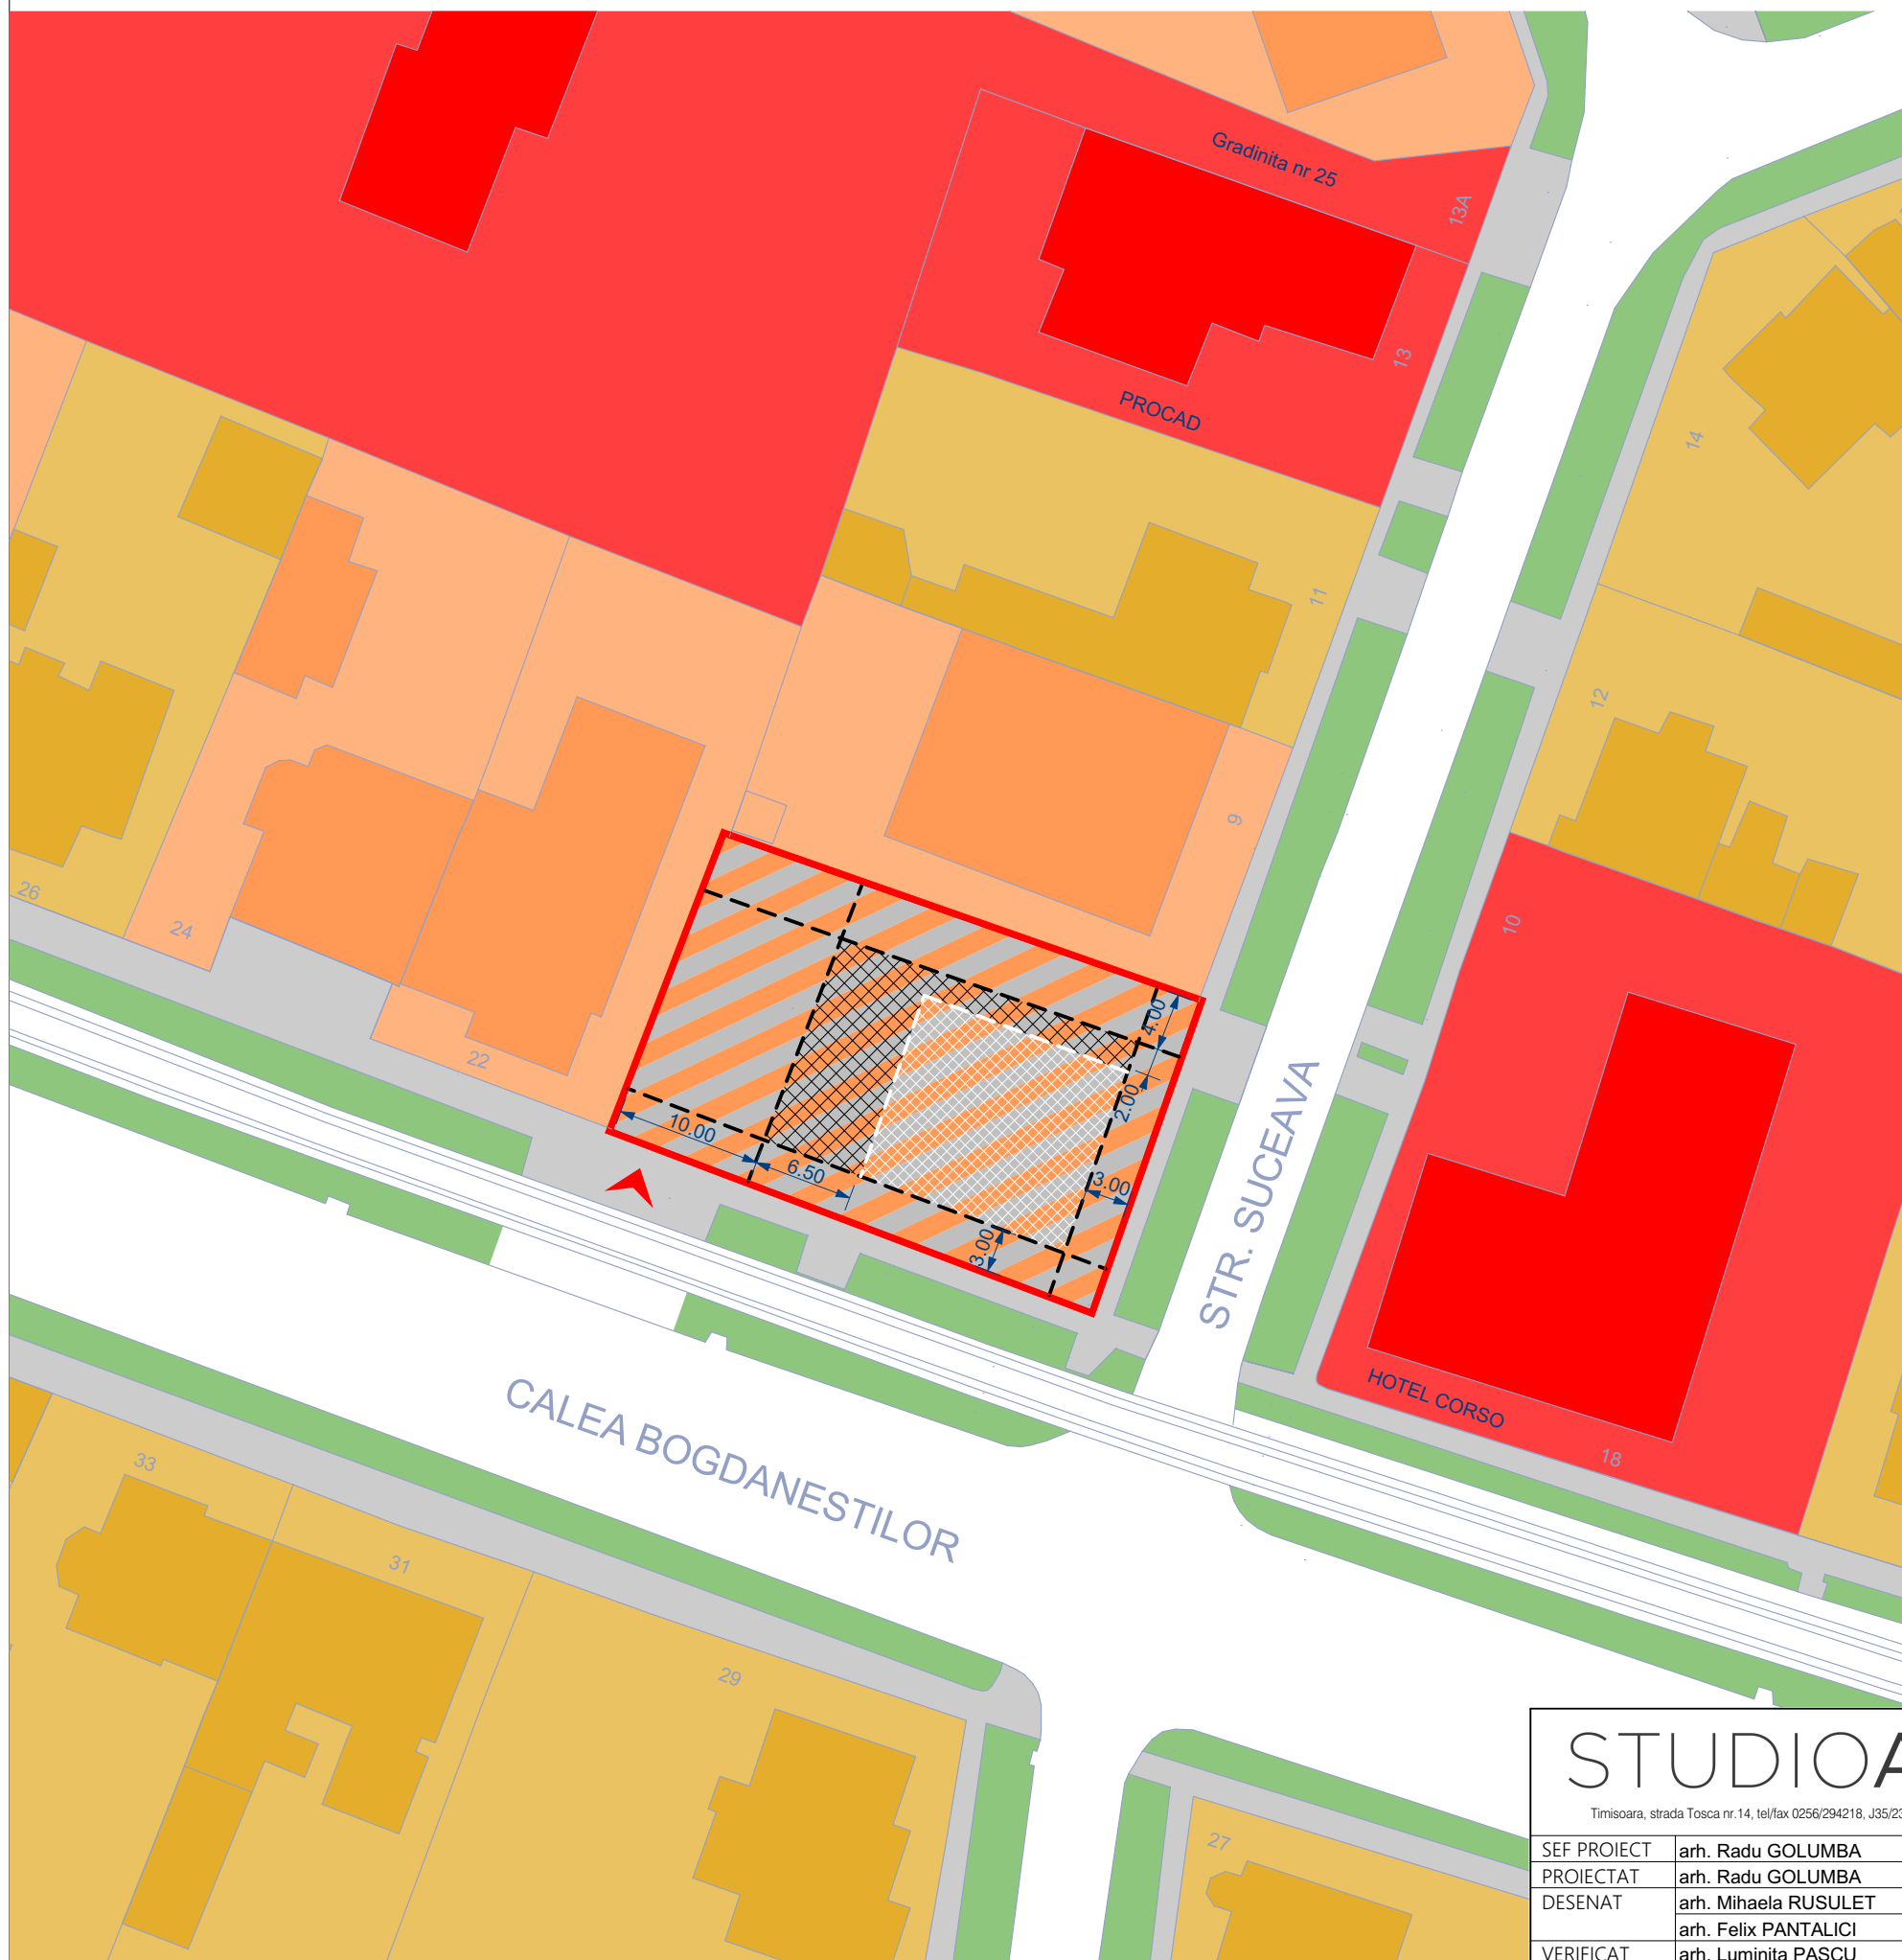 Gradinita nr 25
13A
13
PROCAD
14
11
12
9
26
24
10
22
4.00
2.00
10.00
6.50
3.00
3.00
STR. SUCEAVA
HOTEL CORSO
18
CALEA BOGDANESTILOR
33
31
29
27
STUDIOA
Timisoara, strada Tosca nr.14, tel/fax 0256/294218, J35/23
SEF PROIECT arh. Radu GOLUMBA
PROIECTAT arh. Radu GOLUMBA
DESENAT arh. Mihaela RUSULET
arh. Felix PANTALICI
VERIFICAT arh. Luminita PASCU